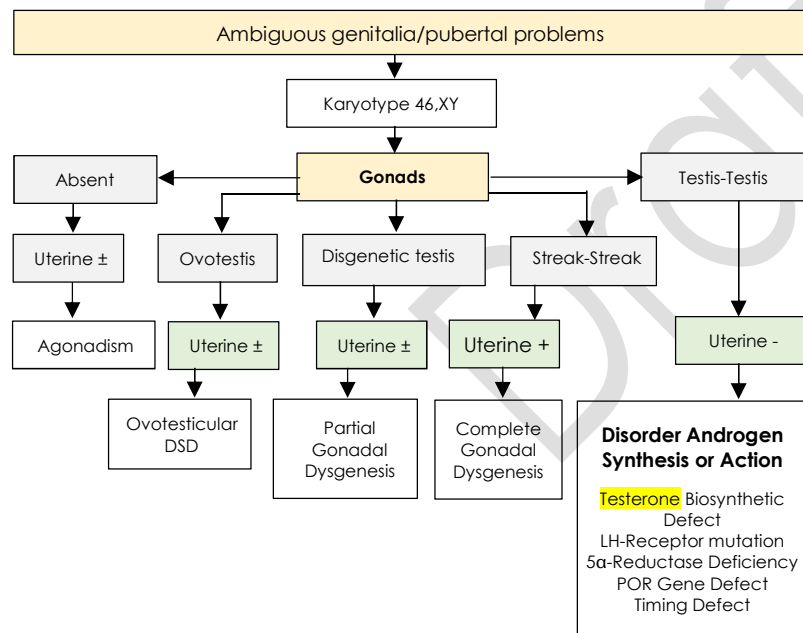 Ambiguous genitalia/pubertal problems
Karyotype 46,XY
Absent
Gonads
Testis-Testis
Uterine ±
Ovotestis
Disgenetic testis
Streak-Streak
Agonadism
Uterine ±
Uterine ±
Uterine +
Uterine -
Ovotesticular
DSD
Partial
Gonadal
Dysgenesis
Complete
Gonadal
Dysgenesis
Disorder Androgen
Synthesis or Action
Testerone Biosynthetic
Defect
LH-Receptor mutation
5α-Reductase Deficiency
POR Gene Defect
Timing Defect
Draf